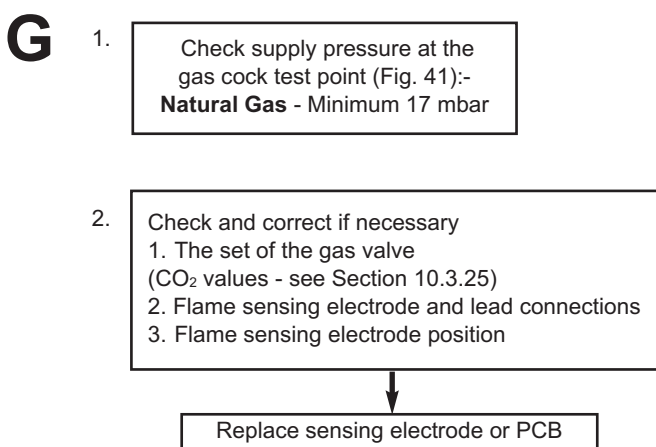 G
1.
Check supply pressure at the
gas cock test point (Fig. 41):-
Natural Gas - Minimum 17 mbar
2.
Check and correct if necessary
1. The set of the gas valve
(CO₂ values - see Section 10.3.25)
2. Flame sensing electrode and lead connections
3. Flame sensing electrode position
Replace sensing electrode or PCB